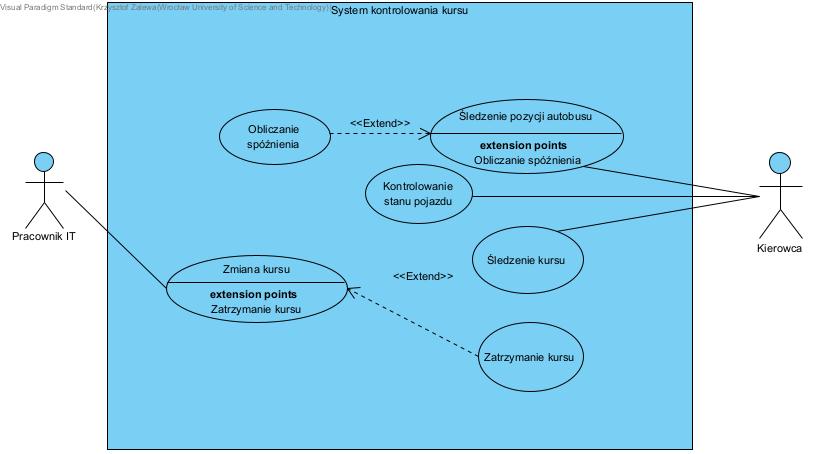 Visual Paradigm Standard(Krzysztof Zalewa(Wrocław University of Science and Technology))
System kontrolowania kursu
Obliczanie
spóźnienia
<<Extend>>
Śledzenie pozycji autobusu
extension points
Obliczanie spóźnienia
Kontrolowanie
stanu pojazdu
Pracownik IT
Kierowca
Śledzenie kursu
Zmiana kursu
extension points
Zatrzymanie kursu
<<Extend>>
Zatrzymanie kursu